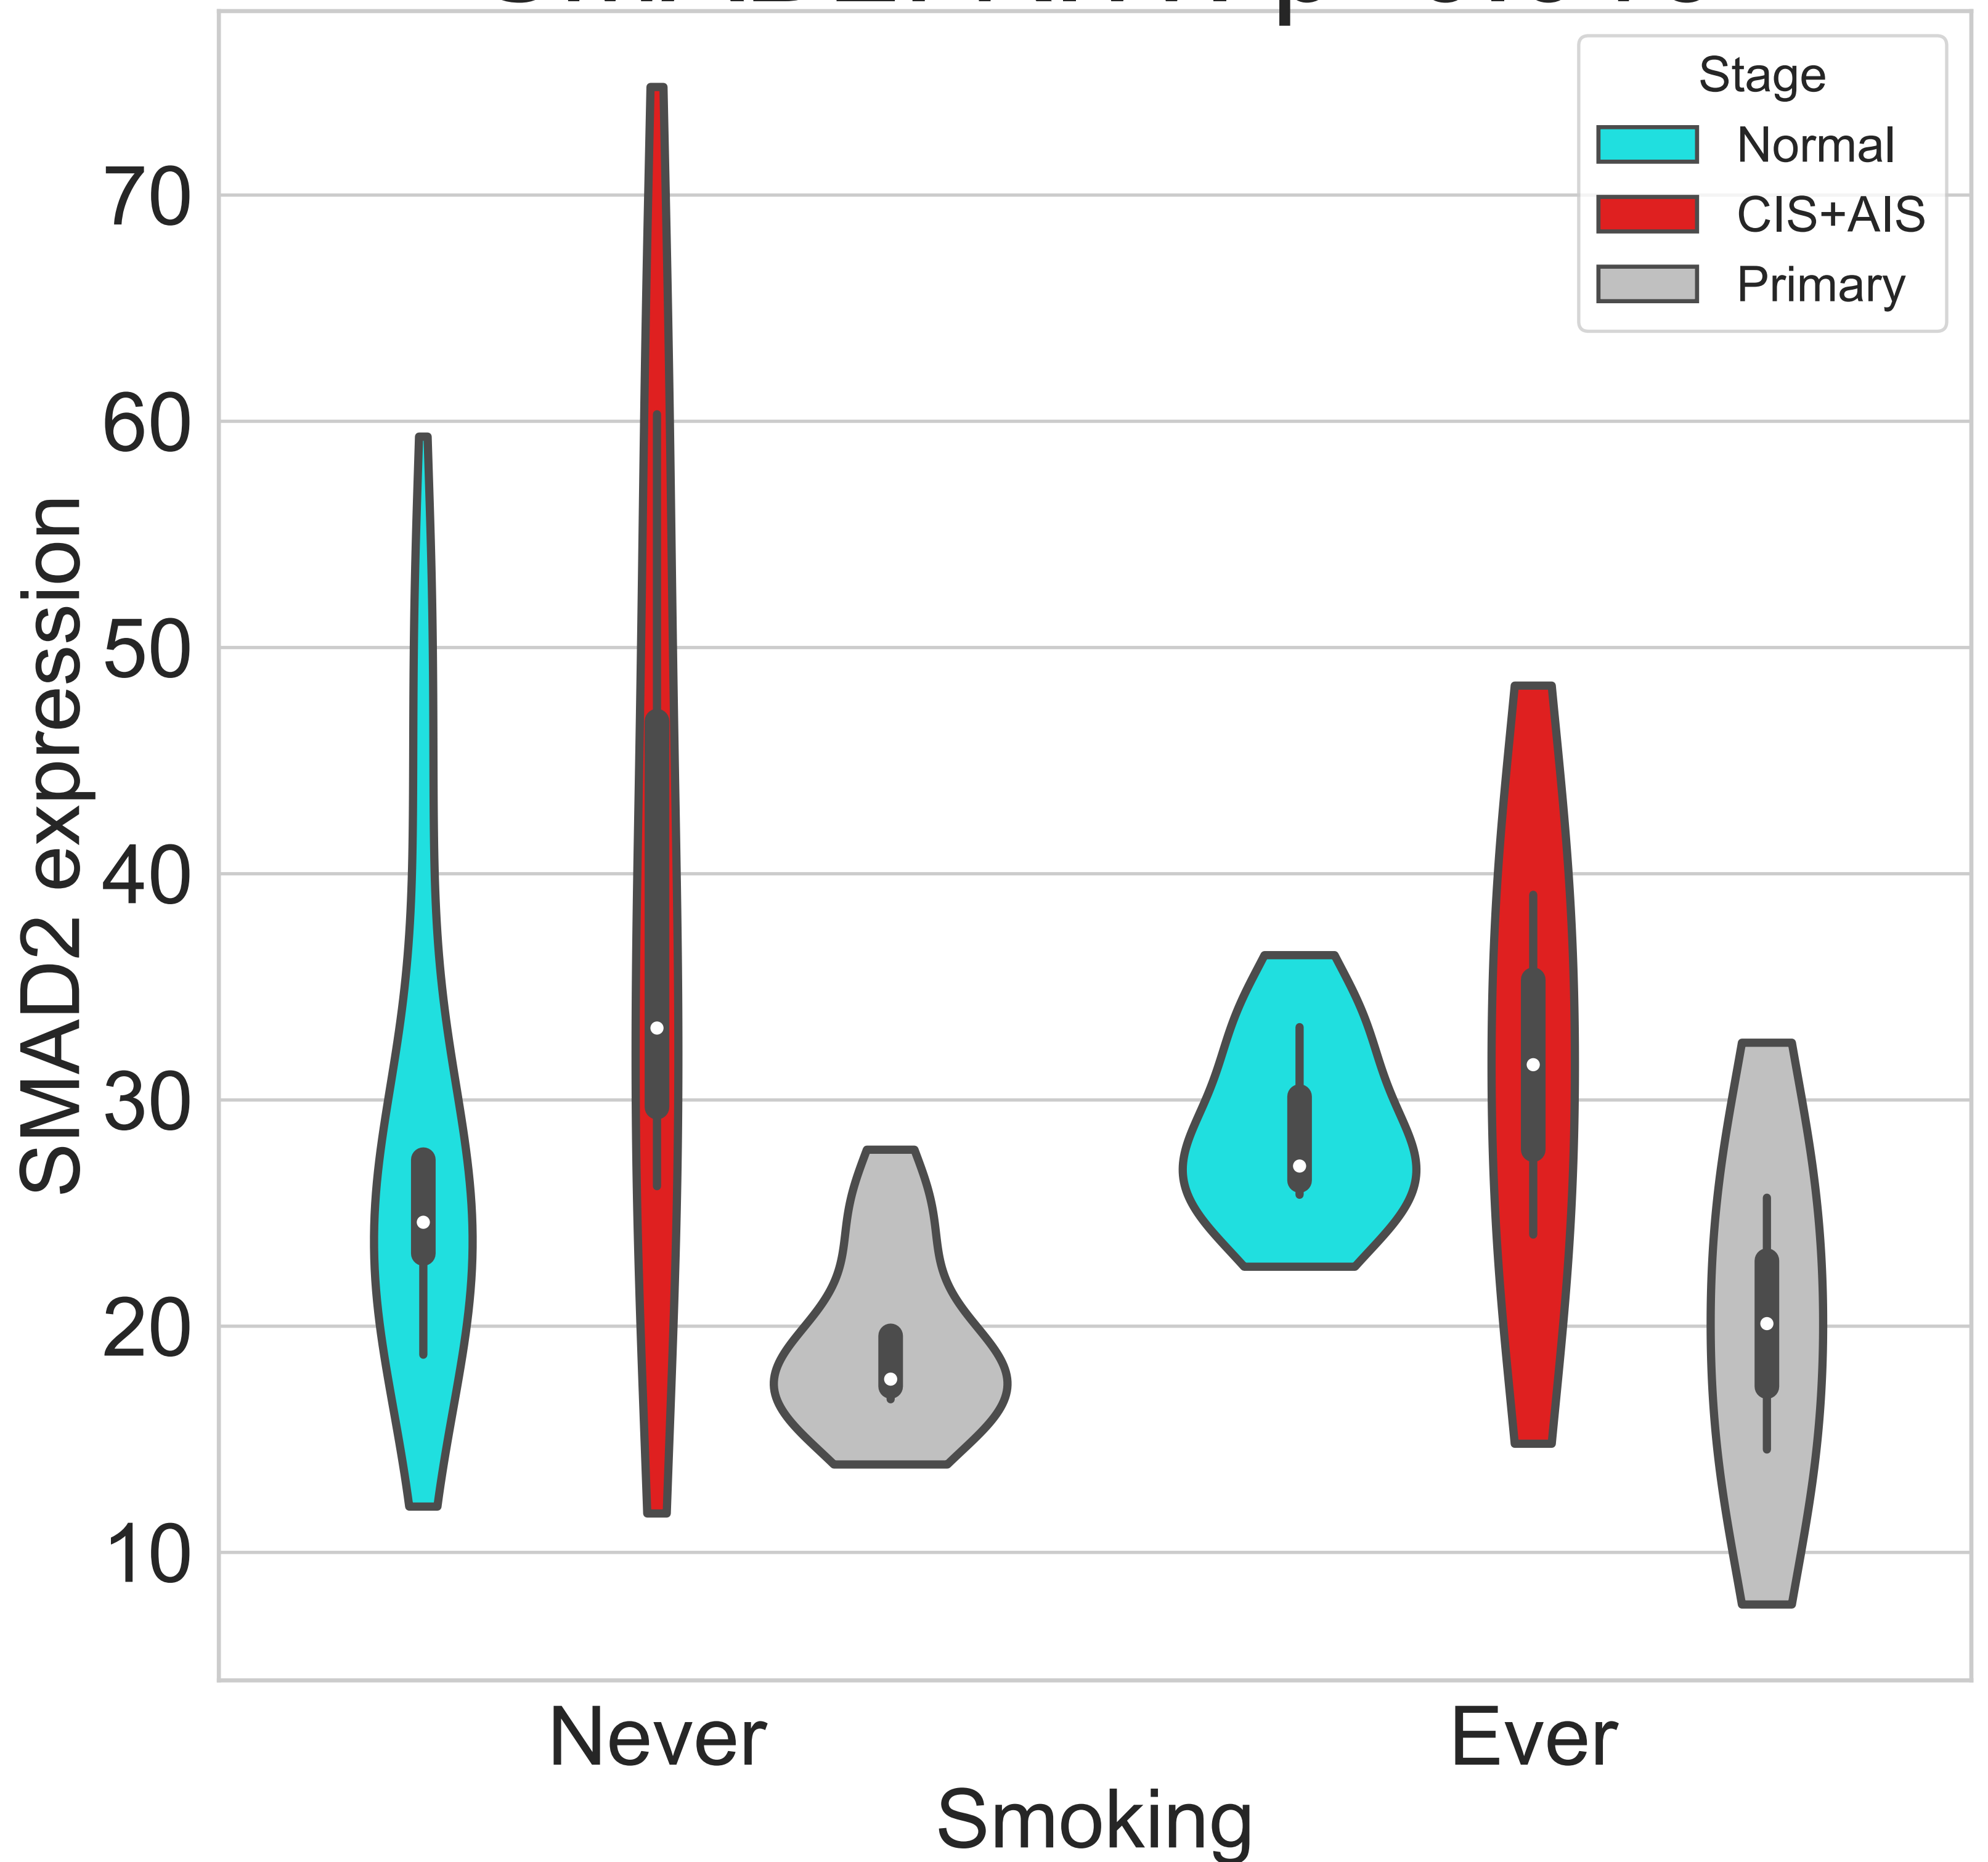 Stage
Normal
CIS+AIS
Primary
70
60
50
40
30
20
10
SMAD2 expression
Never
Ever
Smoking